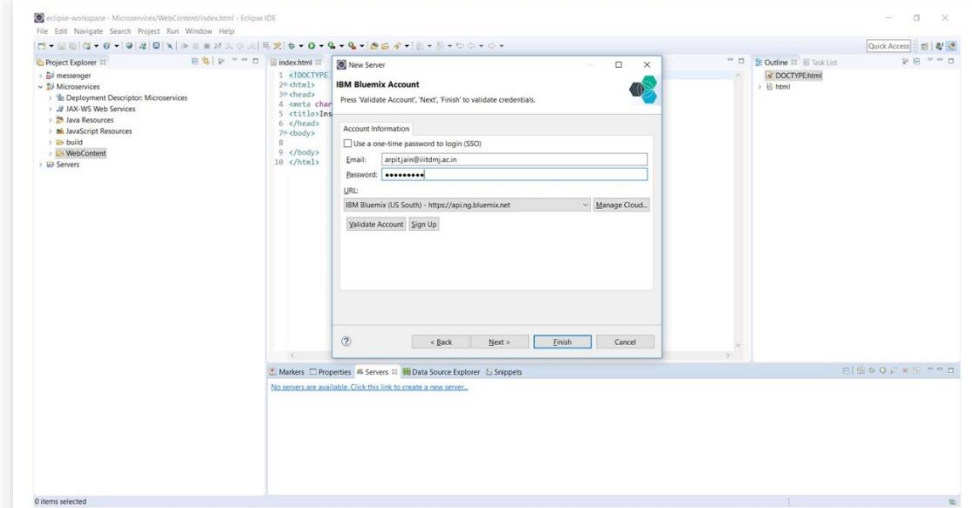 eclipse-workspace - Microservices/WebContent/index.html - Eclipse IDE
File Edit Navigate Search Project Run Window Help
Quick Access
Project Explorer
messenger
Microservices
Deployment Descriptor: Microservices
JAX-WS Web Services
Java Resources
JavaScript Resources
build
WebContent
Servers
index.html
1 <!DOCTYPE
2 <html>
3 <head>
4 <meta char
5 <title>Ins
6 </head>
7 <body>
8
9 </body>
10 </html>
New Server
IBM Bluemix Account
Press 'Validate Account', 'Next', 'Finish' to validate credentials.
Account Information
Use a one-time password to login (SSO)
Email: arpit.jain@iiitdmj.ac.in
Password: •••••••••
URL:
IBM Bluemix (US South) - https://api.ng.bluemix.net Manage Cloud...
Validate Account Sign Up
? < Back Next > Finish Cancel
Outline Task List
DOCTYPE:html
html
Markers Properties Servers Data Source Explorer Snippets
No servers are available. Click this link to create a new server...
0 items selected